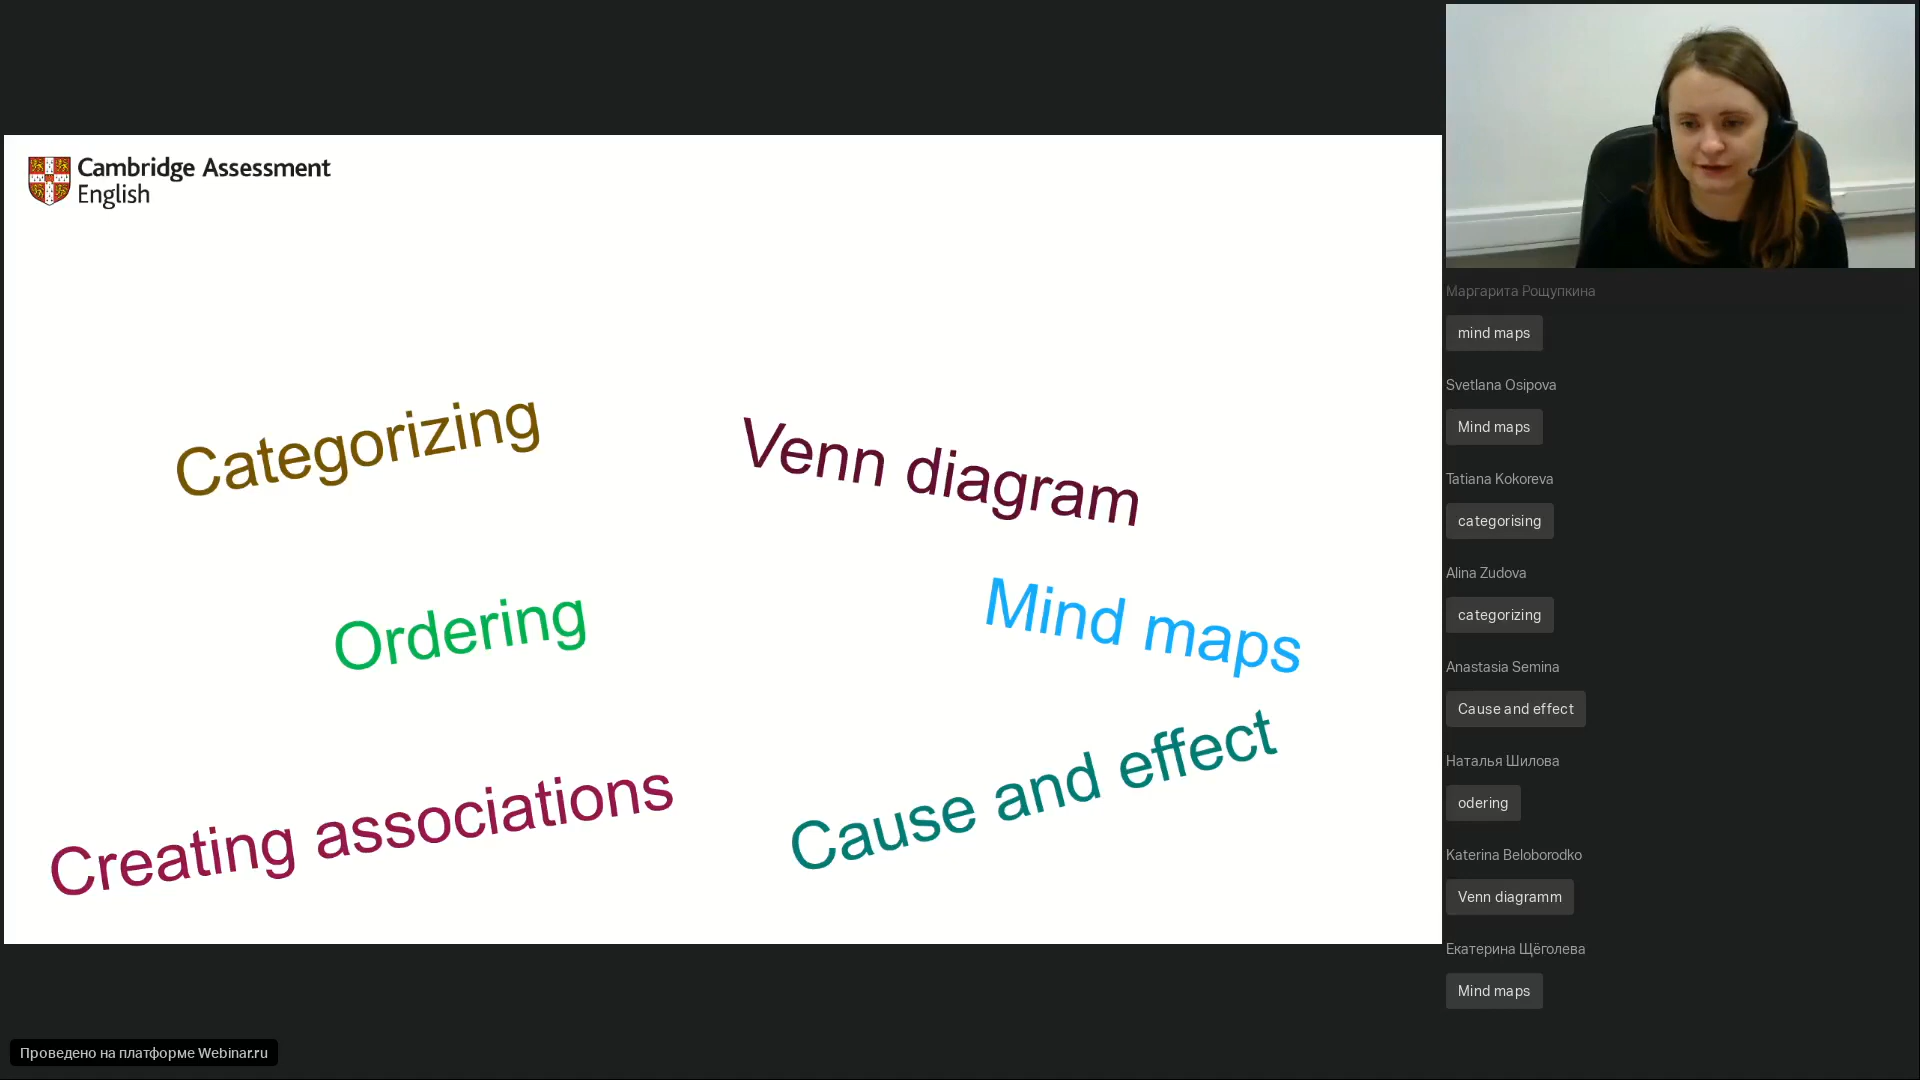 Cambridge Assessment
English
Categorizing
Venn diagram
Ordering
Mind maps
Creating associations
Cause and effect
Маргарита Рощупкина
mind maps
Svetlana Osipova
Mind maps
Tatiana Kokoreva
categorising
Alina Zudova
categorizing
Anastasia Semina
Cause and effect
Наталья Шилова
odering
Katerina Beloborodko
Venn diagramm
Екатерина Щёголева
Mind maps
Проведено на платформе Webinar.ru